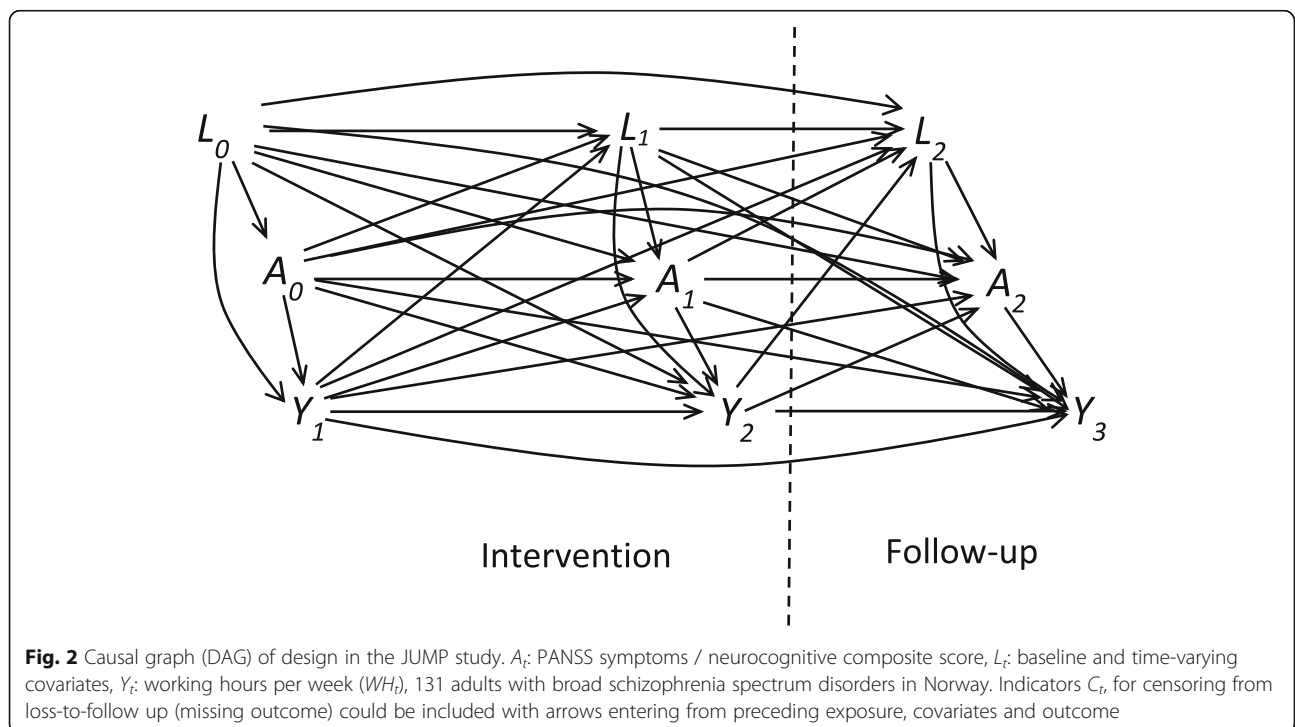 L0
L1
L2
A0
A1
A2
Y1
Y2
Y3
Intervention
Follow-up
Fig. 2 Causal graph (DAG) of design in the JUMP study. At: PANSS symptoms / neurocognitive composite score, Lt: baseline and time-varying
covariates, Yt: working hours per week (WHt), 131 adults with broad schizophrenia spectrum disorders in Norway. Indicators Ct, for censoring from
loss-to-follow up (missing outcome) could be included with arrows entering from preceding exposure, covariates and outcome